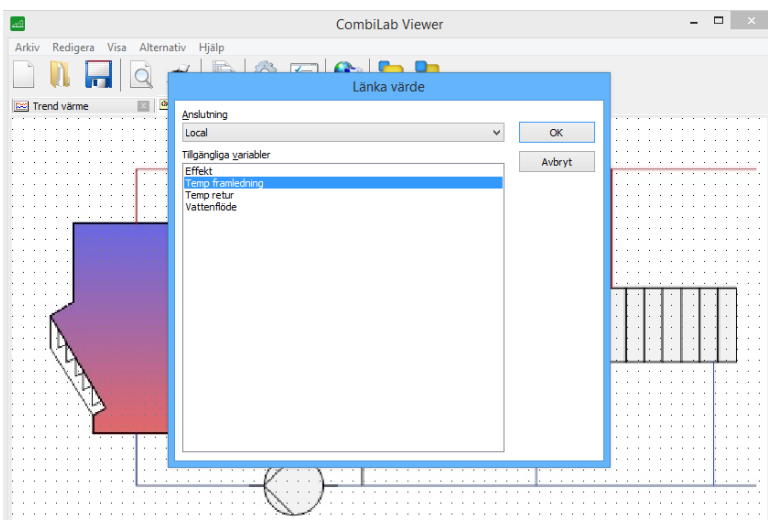 CombiLab Viewer
Arkiv Redigera Visa Alternativ Hjälp
Trend värme
Länka värde
Anslutning
Local
OK
Tillgängliga variabler
Avbryt
Effekt
Temp framledning
Temp retur
Vattenflöde